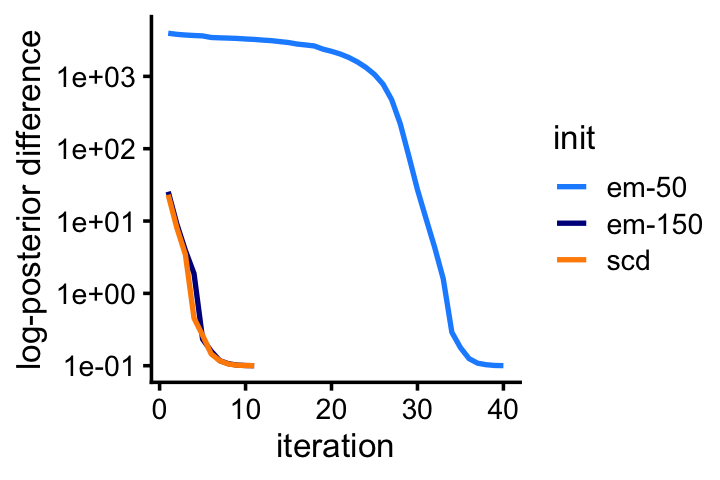 log-posterior difference
1e+03
1e+02
1e+01
1e+00
1e-01
0
10
20
30
40
iteration
init
em-50
em-150
scd